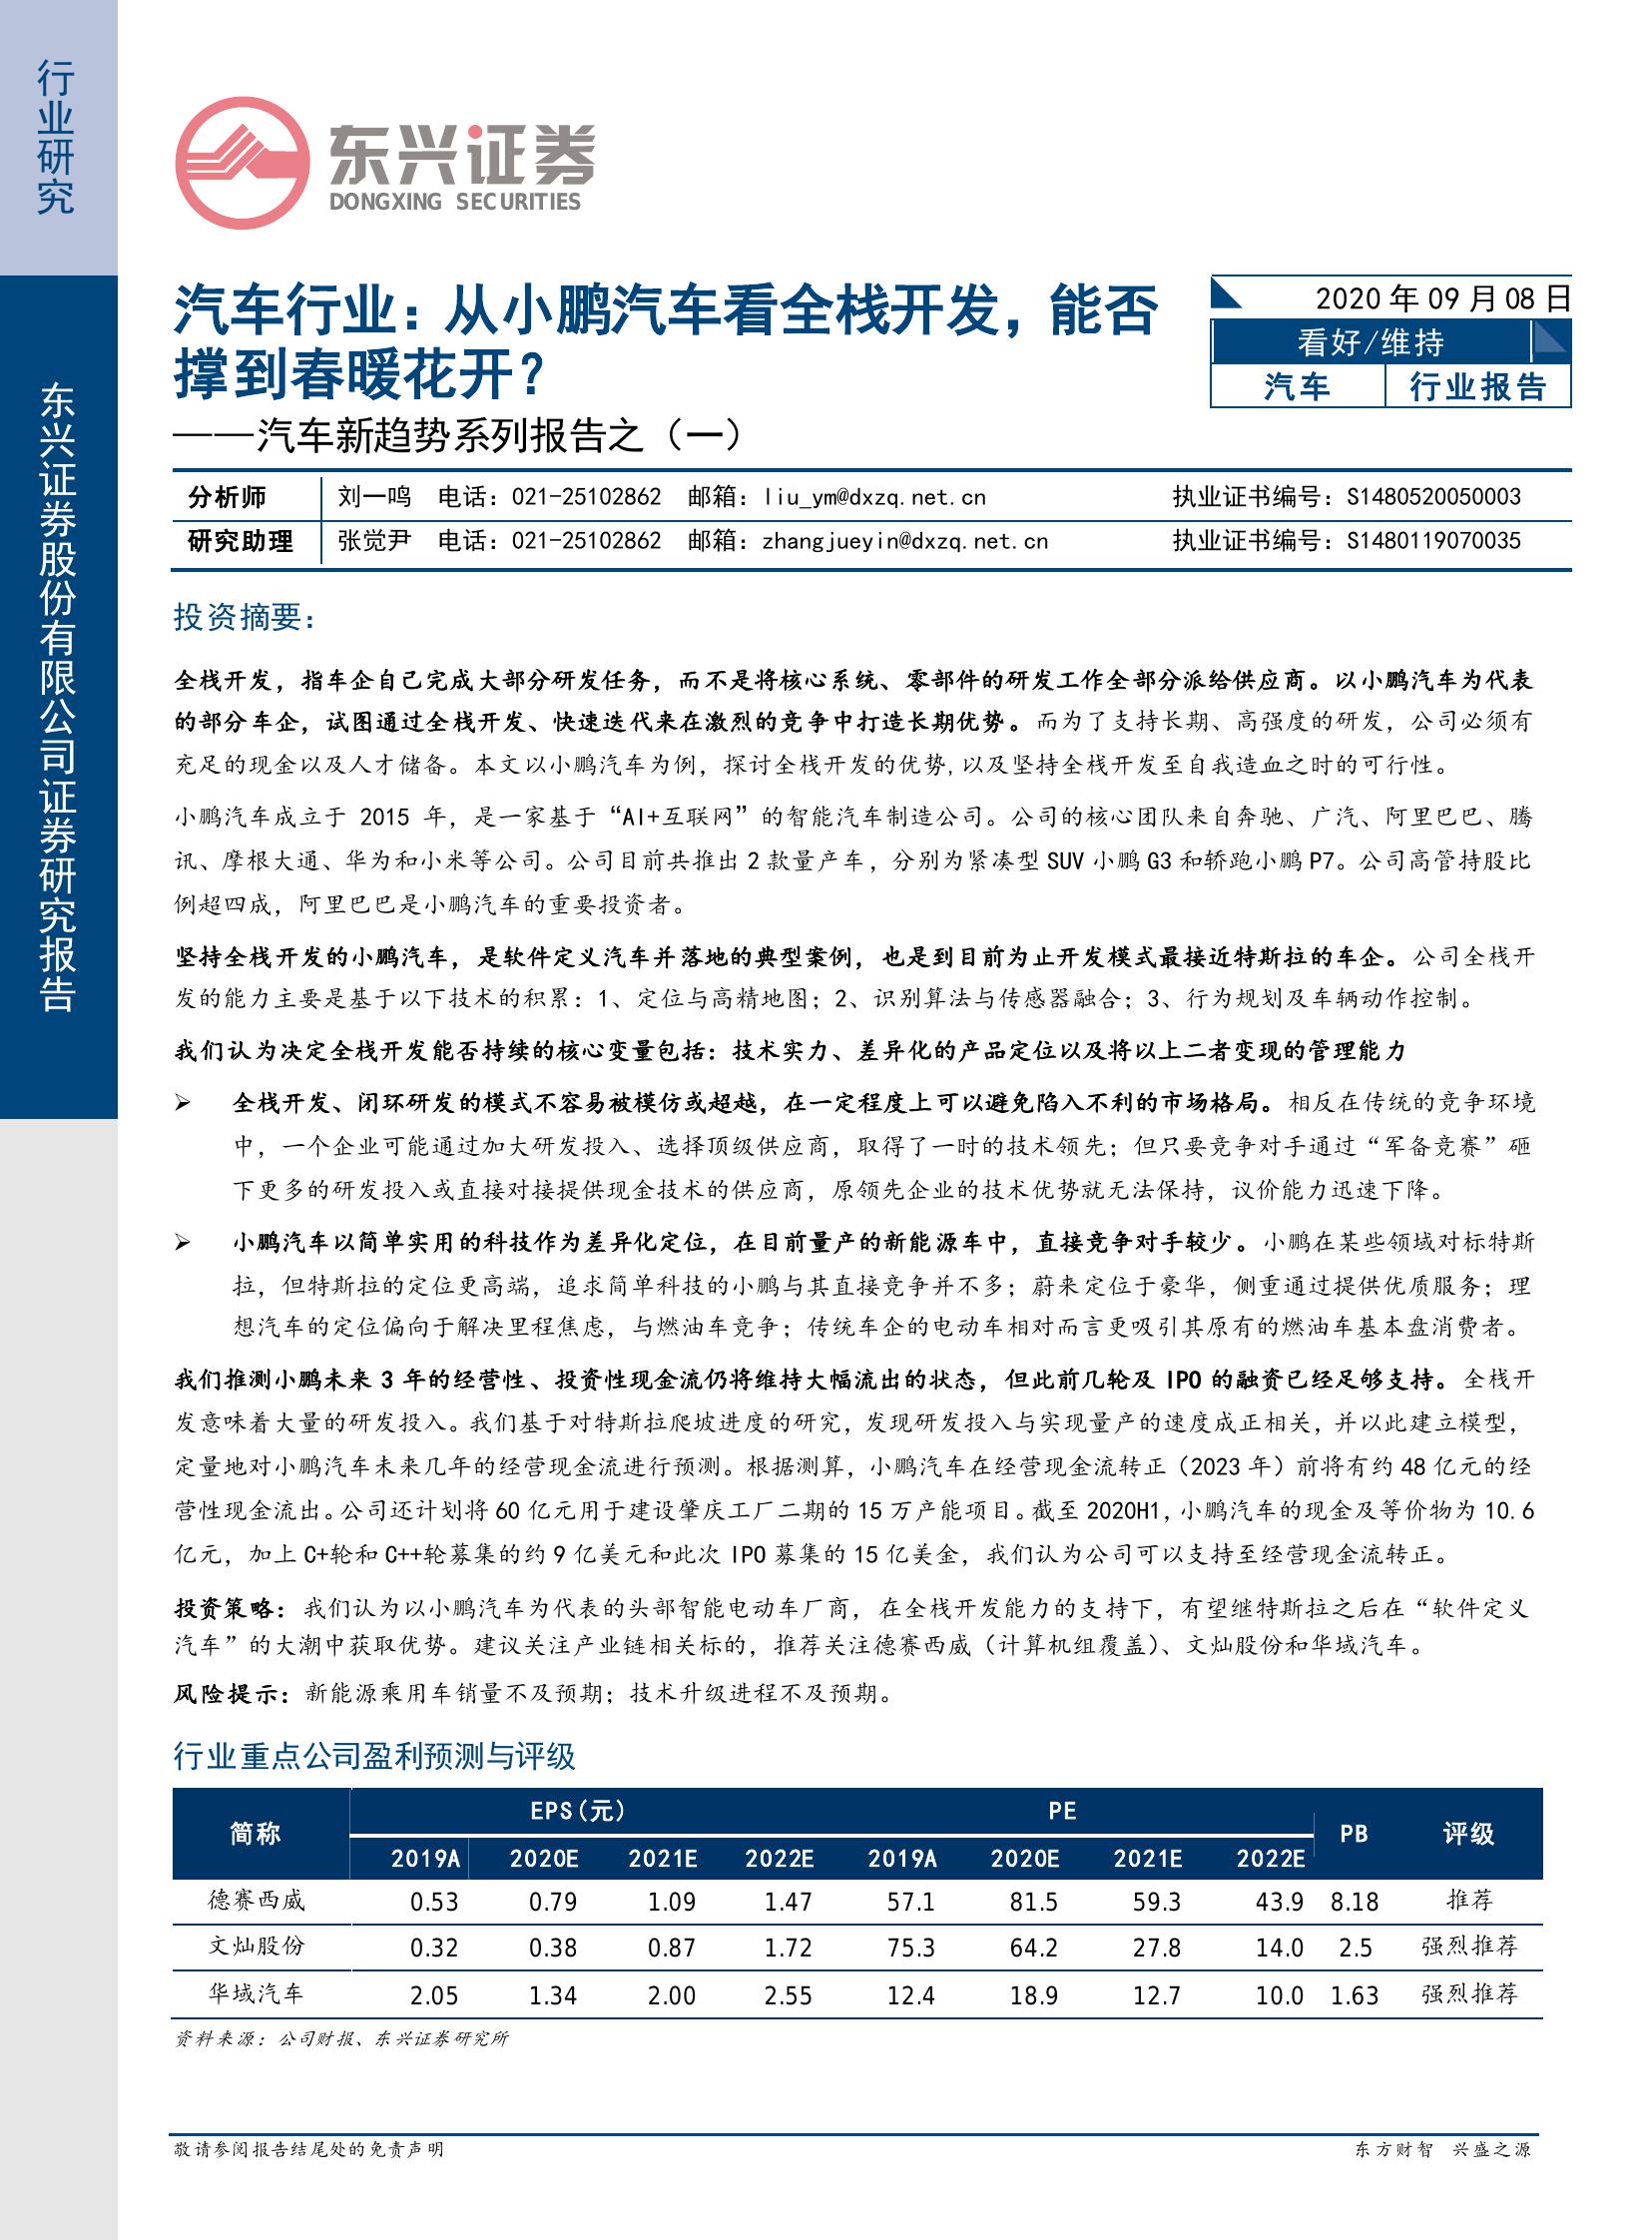 行业研究
东兴证券股份有限公司证券研究报告
东兴证券
DONGXING SECURITIES
汽车行业：从小鹏汽车看全栈开发，能否
撑到春暖花开？
——汽车新趋势系列报告之（一）
2020 年 09 月 08 日
看好/维持
汽车 行业报告
分析师 刘一鸣 电话：021-25102862 邮箱：liu_ym@dxzq.net.cn 执业证书编号：S1480520050003
研究助理 张觉尹 电话：021-25102862 邮箱：zhangjueyin@dxzq.net.cn 执业证书编号：S1480119070035
投资摘要：
全栈开发，指车企自己完成大部分研发任务，而不是将核心系统、零部件的研发工作全部分派给供应商。以小鹏汽车为代表
的部分车企，试图通过全栈开发、快速迭代来在激烈的竞争中打造长期优势。而为了支持长期、高强度的研发，公司必须有
充足的现金以及人才储备。本文以小鹏汽车为例，探讨全栈开发的优势,以及坚持全栈开发至自我造血之时的可行性。
小鹏汽车成立于 2015 年，是一家基于“AI+互联网”的智能汽车制造公司。公司的核心团队来自奔驰、广汽、阿里巴巴、腾
讯、摩根大通、华为和小米等公司。公司目前共推出 2 款量产车，分别为紧凑型 SUV 小鹏 G3 和轿跑小鹏 P7。公司高管持股比
例超四成，阿里巴巴是小鹏汽车的重要投资者。
坚持全栈开发的小鹏汽车，是软件定义汽车并落地的典型案例，也是到目前为止开发模式最接近特斯拉的车企。公司全栈开
发的能力主要是基于以下技术的积累：1、定位与高精地图；2、识别算法与传感器融合；3、行为规划及车辆动作控制。
我们认为决定全栈开发能否持续的核心变量包括：技术实力、差异化的产品定位以及将以上二者变现的管理能力
➢ 全栈开发、闭环研发的模式不容易被模仿或超越，在一定程度上可以避免陷入不利的市场格局。相反在传统的竞争环境
中，一个企业可能通过加大研发投入、选择顶级供应商，取得了一时的技术领先；但只要竞争对手通过“军备竞赛”砸
下更多的研发投入或直接对接提供现金技术的供应商，原领先企业的技术优势就无法保持，议价能力迅速下降。
➢ 小鹏汽车以简单实用的科技作为差异化定位，在目前量产的新能源车中，直接竞争对手较少。小鹏在某些领域对标特斯
拉，但特斯拉的定位更高端，追求简单科技的小鹏与其直接竞争并不多；蔚来定位于豪华，侧重通过提供优质服务；理
想汽车的定位偏向于解决里程焦虑，与燃油车竞争；传统车企的电动车相对而言更吸引其原有的燃油车基本盘消费者。
我们推测小鹏未来 3 年的经营性、投资性现金流仍将维持大幅流出的状态，但此前几轮及 IPO 的融资已经足够支持。全栈开
发意味着大量的研发投入。我们基于对特斯拉爬坡进度的研究，发现研发投入与实现量产的速度成正相关，并以此建立模型，
定量地对小鹏汽车未来几年的经营现金流进行预测。根据测算，小鹏汽车在经营现金流转正（2023 年）前将有约 48 亿元的经
营性现金流出。公司还计划将 60 亿元用于建设肇庆工厂二期的 15 万产能项目。截至 2020H1，小鹏汽车的现金及等价物为 10.6
亿元，加上 C+轮和 C++轮募集的约 9 亿美元和此次 IPO 募集的 15 亿美金，我们认为公司可以支持至经营现金流转正。
投资策略：我们认为以小鹏汽车为代表的头部智能电动车厂商，在全栈开发能力的支持下，有望继特斯拉之后在“软件定义
汽车”的大潮中获取优势。建议关注产业链相关标的，推荐关注德赛西威（计算机组覆盖）、文灿股份和华域汽车。
风险提示：新能源乘用车销量不及预期；技术升级进程不及预期。
行业重点公司盈利预测与评级
简称 EPS(元) PE PB 评级
2019A 2020E 2021E 2022E 2019A 2020E 2021E 2022E
德赛西威 0.53 0.79 1.09 1.47 57.1 81.5 59.3 43.9 8.18 推荐
文灿股份 0.32 0.38 0.87 1.72 75.3 64.2 27.8 14.0 2.5 强烈推荐
华域汽车 2.05 1.34 2.00 2.55 12.4 18.9 12.7 10.0 1.63 强烈推荐
资料来源：公司财报、东兴证券研究所
敬请参阅报告结尾处的免责声明 东方财智 兴盛之源